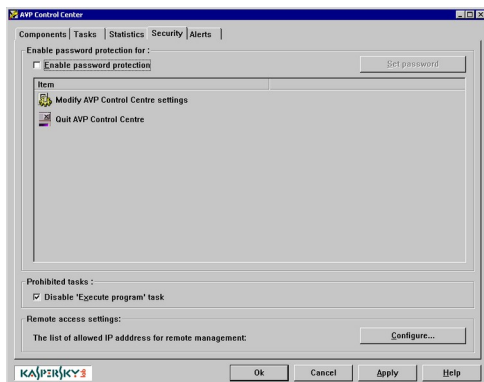 AVP Control Center
Components Tasks Statistics Security Alerts
Enable password protection for :
Enable password protection
Set password
Item
Modify AVP Control Centre settings
Quit AVP Control Centre
Prohibited tasks :
Disable 'Execute program' task
Remote access settings:
The list of allowed IP adddress for remote management:
Configure...
KASPERSKY
Ok Cancel Apply Help